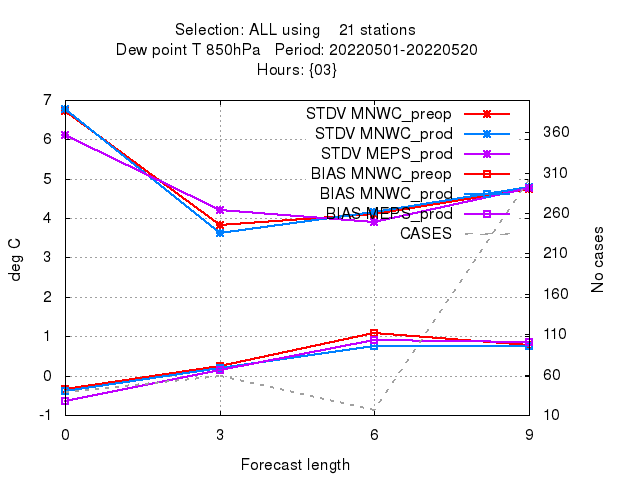 Selection: ALL using    21 stations
Dew point T 850hPa   Period: 20220501-20220520
Hours: {03}
7
6
5
4
3
2
1
0
-1
deg C
STDV MNWC_preop
STDV MNWC_prod
STDV MEPS_prod
BIAS MNWC_preop
BIAS MNWC_prod
BIAS MEPS_prod
CASES
360
310
260
210
160
110
60
10
No cases
0 3 6 9
Forecast length